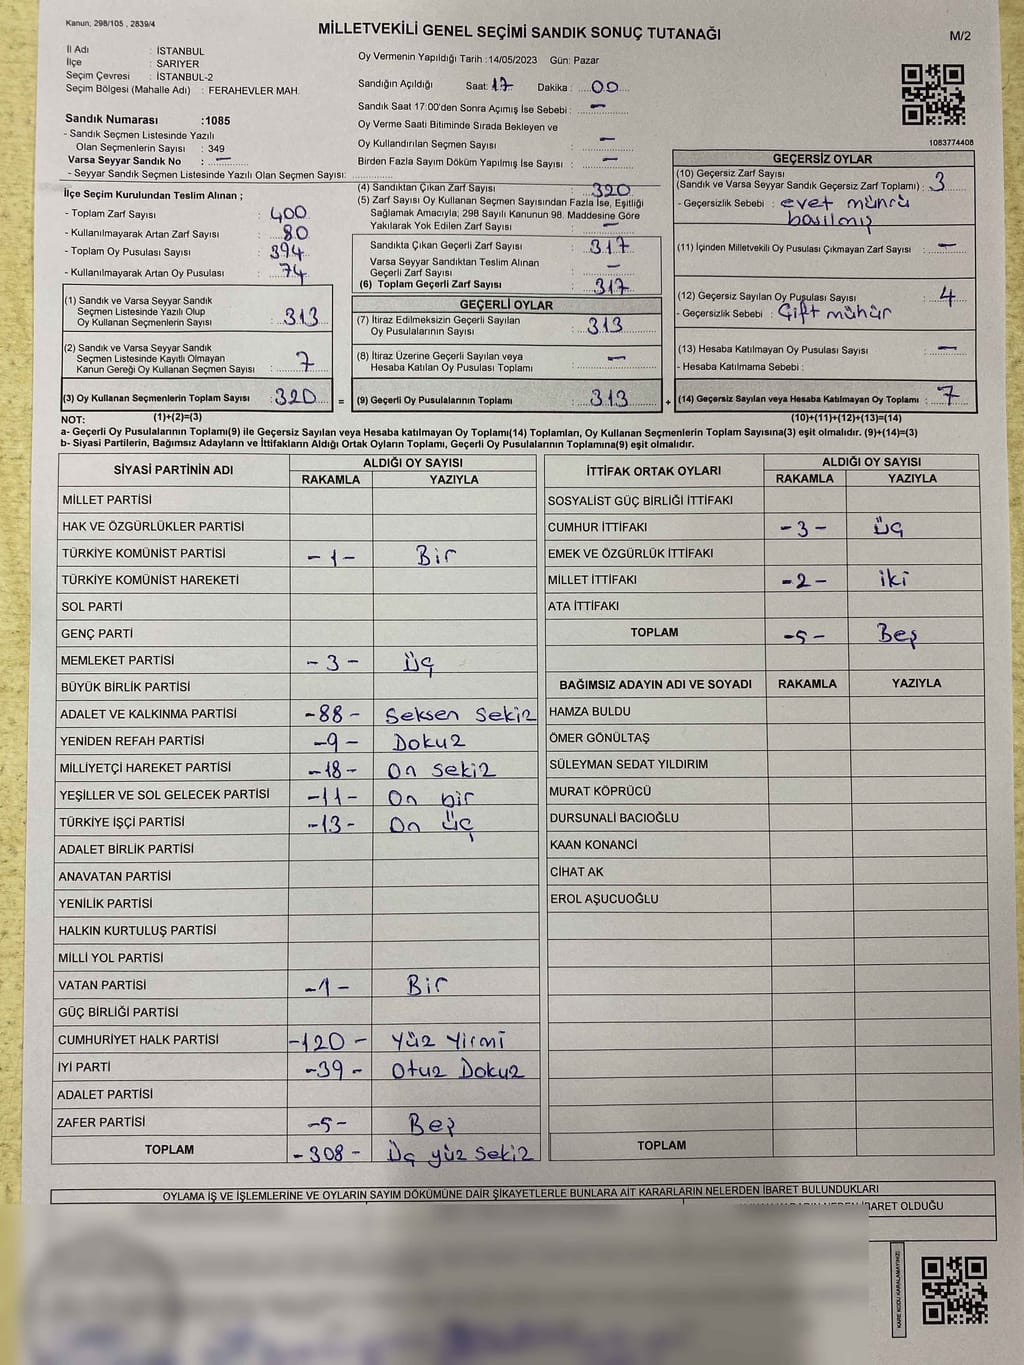 Kanun; 298/105 , 2839/4
MİLLETVEKİLİ GENEL SEÇİMİ SANDIK SONUÇ TUTANAĞI
M/2
İl Adı : İSTANBUL
İlçe : SARIYER
Seçim Çevresi : İSTANBUL-2
Seçim Bölgesi (Mahalle Adı) : FERAHEVLER MAH.
Oy Vermenin Yapıldığı Tarih :14/05/2023 Gün: Pazar
Sandığın Açıldığı Saat: 17 Dakika : 00
Sandık Saat 17:00'den Sonra Açımış İse Sebebi : —
Oy Verme Saati Bitiminde Sırada Bekleyen ve
Oy Kullandırılan Seçmen Sayısı : —
Birden Fazla Sayım Döküm Yapılmış İse Sayısı : —
Sandık Numarası :1085
- Sandık Seçmen Listesinde Yazılı
Olan Seçmenlerin Sayısı : 349
Varsa Seyyar Sandık No : —
- Seyyar Sandık Seçmen Listesinde Yazılı Olan Seçmen Sayısı:
1083774408
İlçe Seçim Kurulundan Teslim Alınan ;
- Toplam Zarf Sayısı : 400
- Kullanılmayarak Artan Zarf Sayısı : 80
- Toplam Oy Pusulası Sayısı : 394
- Kullanılmayarak Artan Oy Pusulası : 74
(1) Sandık ve Varsa Seyyar Sandık
Seçmen Listesinde Yazılı Olup
Oy Kullanan Seçmenlerin Sayısı : 313
(2) Sandık ve Varsa Seyyar Sandık
Seçmen Listesinde Kayıtlı Olmayan
Kanun Gereği Oy Kullanan Seçmen Sayısı : 7
(3) Oy Kullanan Seçmenlerin Toplam Sayısı : 320 =
(1)+(2)=(3)
(4) Sandıktan Çıkan Zarf Sayısı : 320
(5) Zarf Sayısı Oy Kullanan Seçmen Sayısından Fazla İse, Eşitliği
Sağlamak Amacıyla; 298 Sayılı Kanunun 98. Maddesine Göre
Yakılarak Yok Edilen Zarf Sayısı : —
Sandıkta Çıkan Geçerli Zarf Sayısı : 317
Varsa Seyyar Sandıktan Teslim Alınan
Geçerli Zarf Sayısı : —
(6) Toplam Geçerli Zarf Sayısı : 317
GEÇERLİ OYLAR
(7) İtiraz Edilmeksizin Geçerli Sayılan
Oy Pusulalarının Sayısı : 313
(8) İtiraz Üzerine Geçerli Sayılan veya
Hesaba Katılan Oy Pusulası Toplamı : —
(9) Geçerli Oy Pusulalarının Toplamı : 313 +
GEÇERSİZ OYLAR
(10) Geçersiz Zarf Sayısı
(Sandık ve Varsa Seyyar Sandık Geçersiz Zarf Toplamı) : 3
- Geçersizlik Sebebi : evet mührü
basılmış
(11) İçinden Milletvekili Oy Pusulası Çıkmayan Zarf Sayısı : —
(12) Geçersiz Sayılan Oy Pusulası Sayısı : 4
- Geçersizlik Sebebi : Çift mühür
(13) Hesaba Katılmayan Oy Pusulası Sayısı : —
- Hesaba Katılmama Sebebi :
(14) Geçersiz Sayılan veya Hesaba Katılmayan Oy Toplamı : 7
(10)+(11)+(12)+(13)=(14)
NOT:
a- Geçerli Oy Pusulalarının Toplamı(9) ile Geçersiz Sayılan veya Hesaba katılmayan Oy Toplamı(14) Toplamları, Oy Kullanan Seçmenlerin Toplam Sayısına(3) eşit olmalıdır. (9)+(14)=(3)
b- Siyasi Partilerin, Bağımsız Adayların ve İttifakların Aldığı Ortak Oyların Toplamı, Geçerli Oy Pusulalarının Toplamına(9) eşit olmalıdır.
SİYASİ PARTİNİN ADI ALDIĞI OY SAYISI
RAKAMLA YAZIYLA
MİLLET PARTİSİ
HAK VE ÖZGÜRLÜKLER PARTİSİ
TÜRKİYE KOMÜNİST PARTİSİ -1- Bir
TÜRKİYE KOMÜNİST HAREKETİ
SOL PARTİ
GENÇ PARTİ
MEMLEKET PARTİSİ -3- Üç
BÜYÜK BİRLİK PARTİSİ
ADALET VE KALKINMA PARTİSİ -88- Seksen Sekiz
YENİDEN REFAH PARTİSİ -9- Dokuz
MİLLİYETÇİ HAREKET PARTİSİ -18- On sekiz
YEŞİLLER VE SOL GELECEK PARTİSİ -11- On bir
TÜRKİYE İŞÇİ PARTİSİ -13- On üç
ADALET BİRLİK PARTİSİ
ANAVATAN PARTİSİ
YENİLİK PARTİSİ
HALKIN KURTULUŞ PARTİSİ
MİLLİ YOL PARTİSİ
VATAN PARTİSİ -1- Bir
GÜÇ BİRLİĞİ PARTİSİ
CUMHURİYET HALK PARTİSİ -120- Yüz Yirmi
İYİ PARTİ -39- Otuz Dokuz
ADALET PARTİSİ
ZAFER PARTİSİ -5- Beş
TOPLAM -308- Üç yüz sekiz
İTTİFAK ORTAK OYLARI ALDIĞI OY SAYISI
RAKAMLA YAZIYLA
SOSYALİST GÜÇ BİRLİĞİ İTTİFAKI
CUMHUR İTTİFAKI -3- Üç
EMEK VE ÖZGÜRLÜK İTTİFAKI
MİLLET İTTİFAKI -2- iki
ATA İTTİFAKI
TOPLAM -5- Beş
BAĞIMSIZ ADAYIN ADI VE SOYADI RAKAMLA YAZIYLA
HAMZA BULDU
ÖMER GÖNÜLTAŞ
SÜLEYMAN SEDAT YILDIRIM
MURAT KÖPRÜCÜ
DURSUNALİ BACIOĞLU
KAAN KONANCİ
CİHAT AK
EROL AŞUCUOĞLU
TOPLAM
OYLAMA İŞ VE İŞLEMLERİNE VE OYLARIN SAYIM DÖKÜMÜNE DAİR ŞİKAYETLERLE BUNLARA AİT KARARLARIN NELERDEN İBARET BULUNDUKLARI
İBARET OLDUĞU
KARE KODU KARALAMAYINIZ!